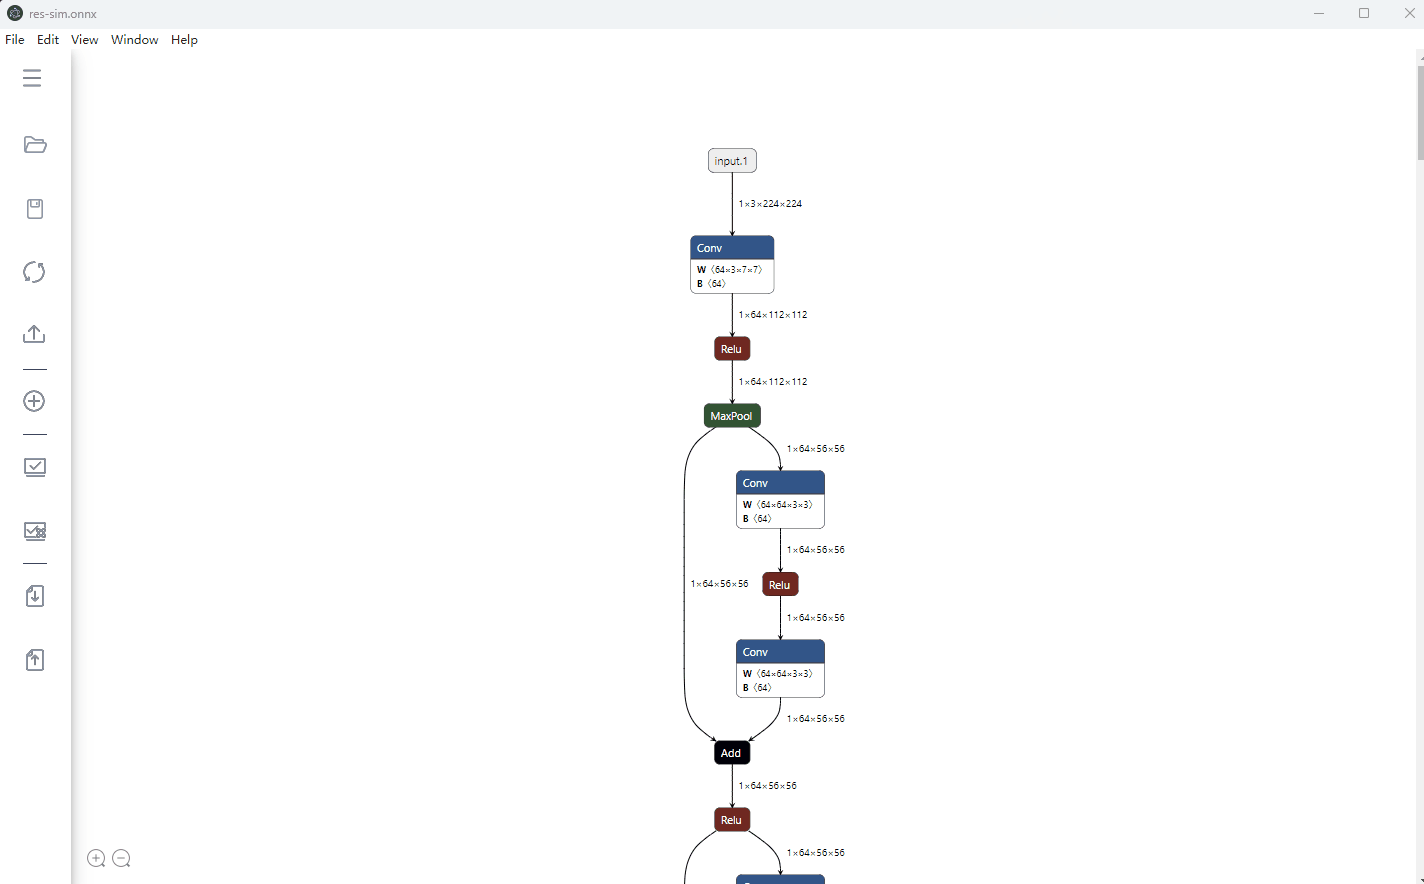 res-sim.onnx
File Edit View Window Help
input.1
1×3×224×224
Conv
W ⟨64×3×7×7⟩
B ⟨64⟩
1×64×112×112
Relu
1×64×112×112
MaxPool
1×64×56×56
Conv
W ⟨64×64×3×3⟩
B ⟨64⟩
1×64×56×56
1×64×56×56
Relu
1×64×56×56
Conv
W ⟨64×64×3×3⟩
B ⟨64⟩
1×64×56×56
Add
1×64×56×56
Relu
1×64×56×56